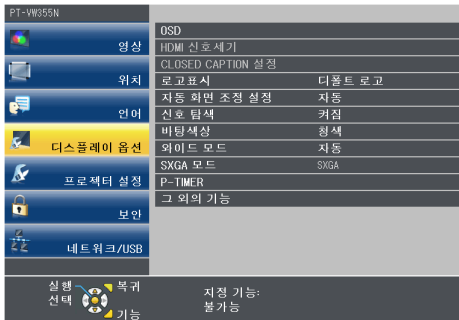 PT-VW355N
영상
위치
언어
디스플레이 옵션
프로젝터 설정
보안
네트워크/USB
OSD
HDMI 신호세기
CLOSED CAPTION 설정
로고표시 디폴트 로고
자동 화면 조정 설정 자동
신호 탐색 켜짐
바탕색상 청색
와이드 모드 자동
SXGA 모드 SXGA
P-TIMER
그 외의 기능
실행 복귀
선택
기능
지정 기능:
불가능